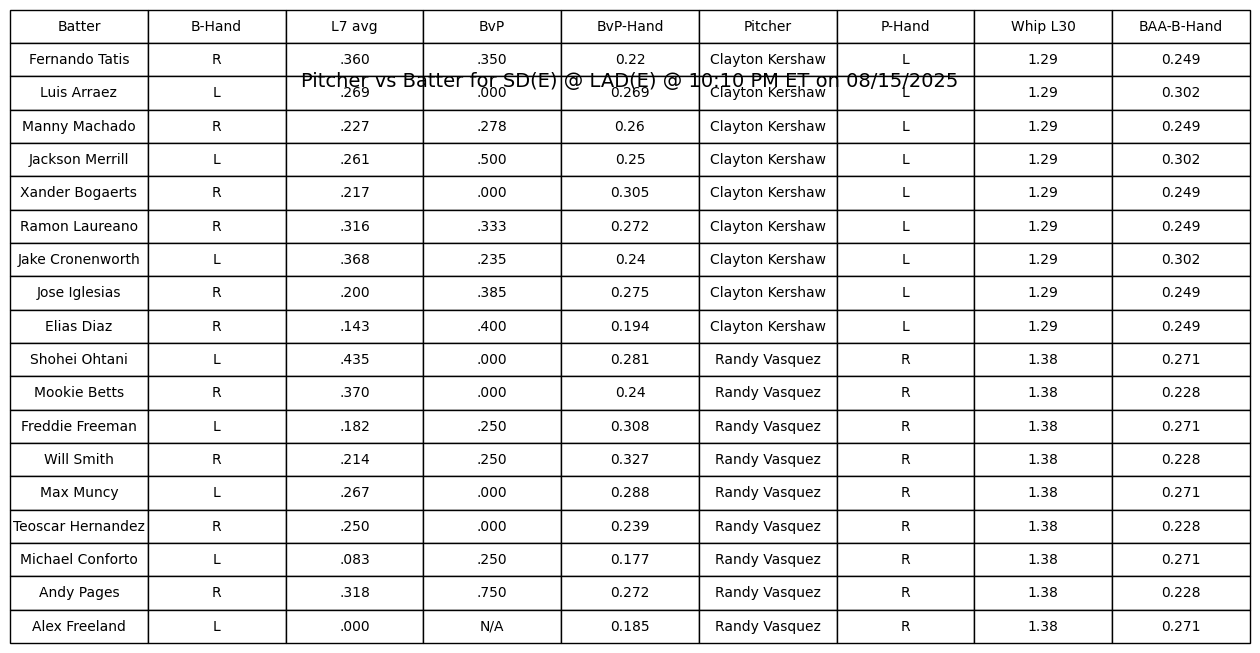 Batter B-Hand L7 avg BvP BvP-Hand Pitcher P-Hand Whip L30 BAA-B-Hand
Fernando Tatis R .360 .350 0.22 Clayton Kershaw L 1.29 0.249
Pitcher vs Batter for SD(E) @ LAD(E) @ 10:10 PM ET on 08/15/2025
Luis Arraez L .269 .000 0.269 Clayton Kershaw L 1.29 0.302
Manny Machado R .227 .278 0.26 Clayton Kershaw L 1.29 0.249
Jackson Merrill L .261 .500 0.25 Clayton Kershaw L 1.29 0.302
Xander Bogaerts R .217 .000 0.305 Clayton Kershaw L 1.29 0.249
Ramon Laureano R .316 .333 0.272 Clayton Kershaw L 1.29 0.249
Jake Cronenworth L .368 .235 0.24 Clayton Kershaw L 1.29 0.302
Jose Iglesias R .200 .385 0.275 Clayton Kershaw L 1.29 0.249
Elias Diaz R .143 .400 0.194 Clayton Kershaw L 1.29 0.249
Shohei Ohtani L .435 .000 0.281 Randy Vasquez R 1.38 0.271
Mookie Betts R .370 .000 0.24 Randy Vasquez R 1.38 0.228
Freddie Freeman L .182 .250 0.308 Randy Vasquez R 1.38 0.271
Will Smith R .214 .250 0.327 Randy Vasquez R 1.38 0.228
Max Muncy L .267 .000 0.288 Randy Vasquez R 1.38 0.271
Teoscar Hernandez R .250 .000 0.239 Randy Vasquez R 1.38 0.228
Michael Conforto L .083 .250 0.177 Randy Vasquez R 1.38 0.271
Andy Pages R .318 .750 0.272 Randy Vasquez R 1.38 0.228
Alex Freeland L .000 N/A 0.185 Randy Vasquez R 1.38 0.271